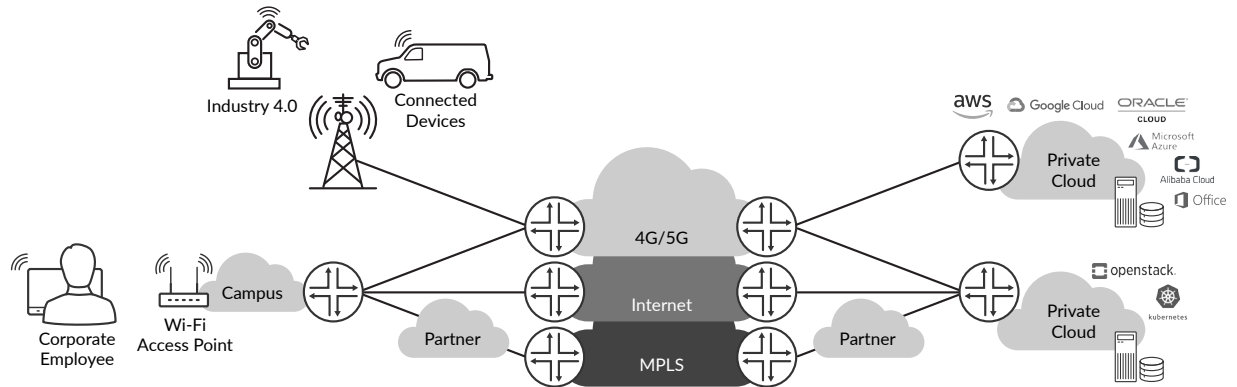 Industry 4.0
Connected
Devices
aws
Google Cloud
ORACLE
CLOUD
Microsoft
Azure
Private
Cloud
Alibaba Cloud
Office
4G/5G
Corporate
Employee
Wi-Fi
Access Point
Campus
Internet
Partner
MPLS
Partner
openstack.
kubernetes
Private
Cloud